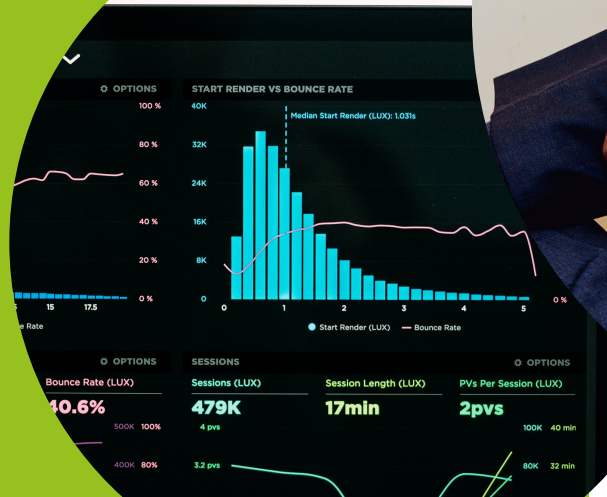 OPTIONS
100 %
80 %
60 %
40 %
20 %
0 %
15
17.5
e Rate
START RENDER VS BOUNCE RATE
40K
Median Start Render (LUX): 1.031s
32K
24K
16K
8K
0
0
1
2
3
4
5
0 %
Start Render (LUX)
Bounce Rate
OPTIONS
Bounce Rate (LUX)
40.6%
500K 100%
400K 80%
SESSIONS
OPTIONS
Sessions (LUX)
479K
4 pvs
3.2 pvs
Session Length (LUX)
17min
PVs Per Session (LUX)
2pvs
100K 40 min
80K 32 min